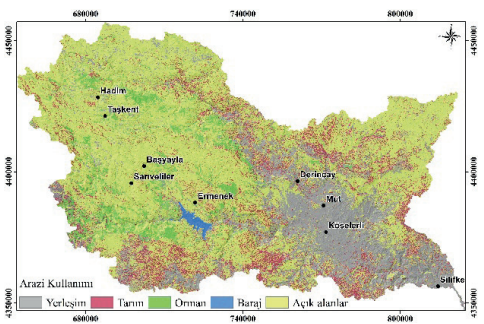 680000 740000 800000
4450000 4450000
Hadim
Taşkent
Başyayla
Sarıveliler
Ermenek
Derinçay
Mut
Köselerli
Silifke
4400000 4400000
4350000 4350000
Arazi Kullanımı
Yerleşim Tarım Orman Baraj Açık alanlar
680000 740000 800000